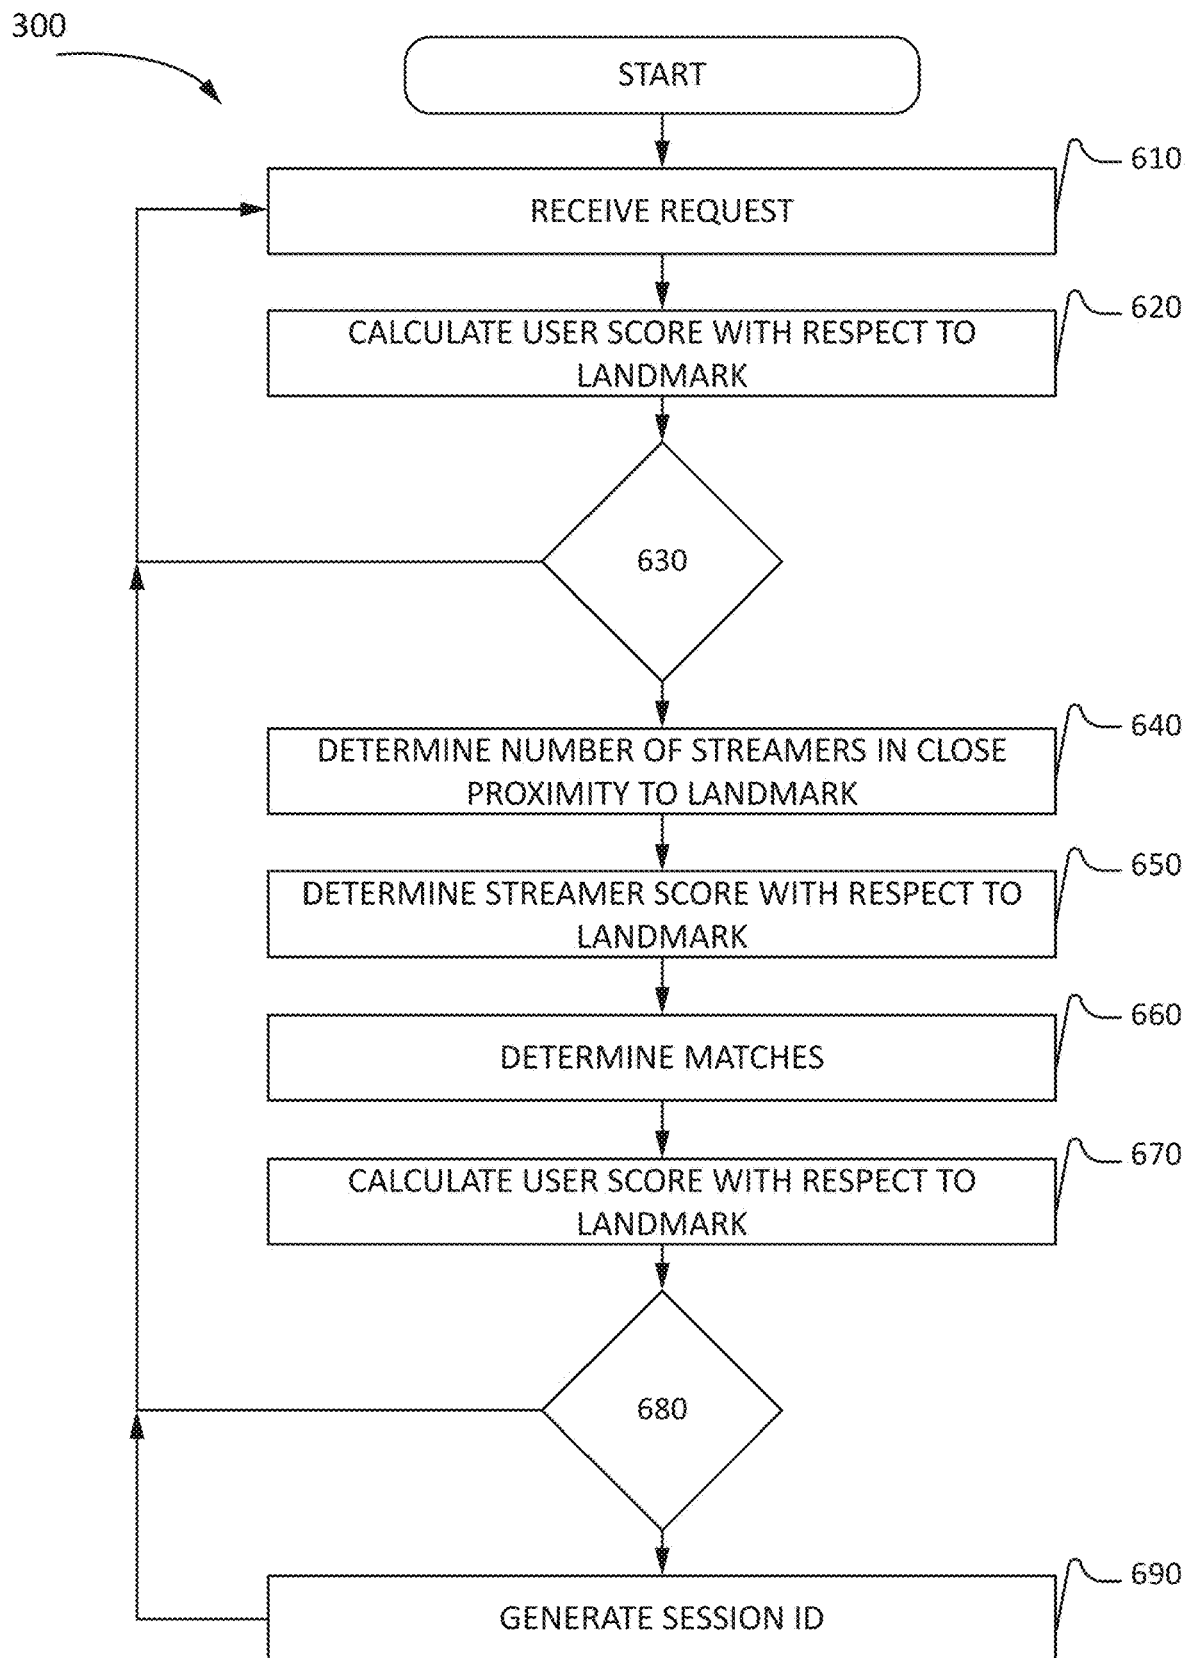 300
START
610
RECEIVE REQUEST
620
CALCULATE USER SCORE WITH RESPECT TO
LANDMARK
630
640
DETERMINE NUMBER OF STREAMERS IN CLOSE
PROXIMITY TO LANDMARK
650
DETERMINE STREAMER SCORE WITH RESPECT TO
LANDMARK
660
DETERMINE MATCHES
670
CALCULATE USER SCORE WITH RESPECT TO
LANDMARK
680
690
GENERATE SESSION ID